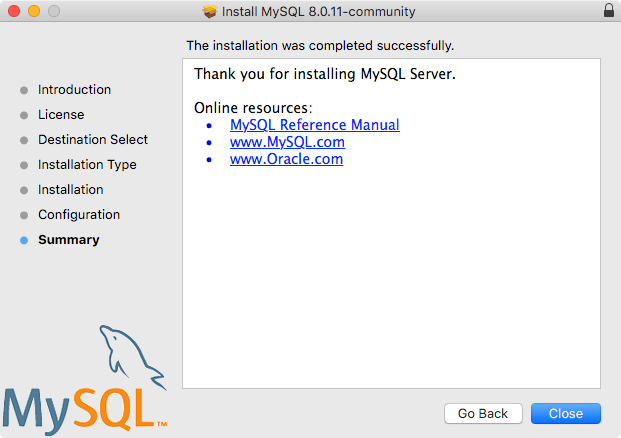 Install MySQL 8.0.11-community
The installation was completed successfully.
Introduction
License
Destination Select
Installation Type
Installation
Configuration
Summary
Thank you for installing MySQL Server.
Online resources:
• MySQL Reference Manual
• www.MySQL.com
• www.Oracle.com
MySQL™
Go Back
Close